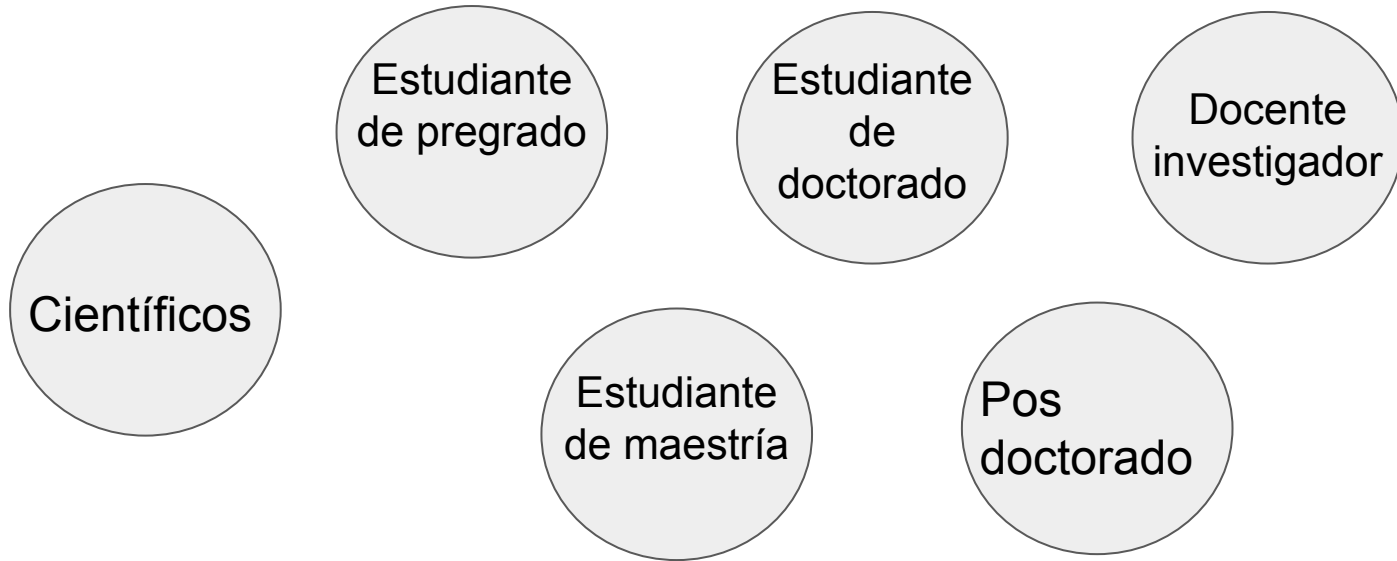 Científicos
Estudiante
de pregrado
Estudiante
de maestría
Estudiante
de
doctorado
Pos
doctorado
Docente
investigador